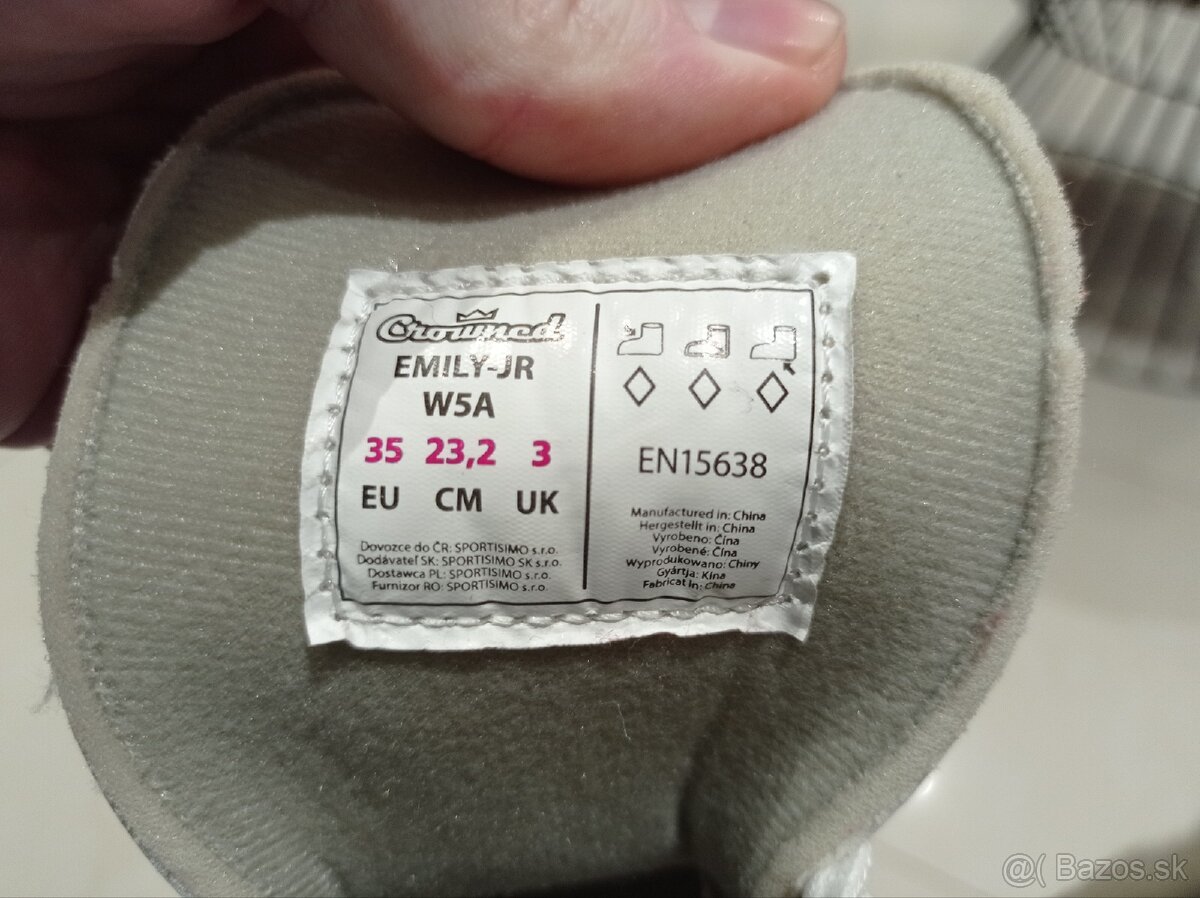 Crowned
EMILY-JR
W5A
35 23,2 3
EU CM UK
Dovozce do ČR: SPORTISIMO s.r.o.
Dodávateľ SK: SPORTISIMO SK s.r.o.
Dostawca PL: SPORTISIMO s.r.o.
Furnizor RO: SPORTISIMO s.r.o.
EN15638
Manufactured in: China
Hergestellt in: China
Vyrobeno: Čína
Vyrobené: Čína
Wyprodukowano: Chiny
Gyártja: Kína
Fabricat în: China
@( Bazos.sk